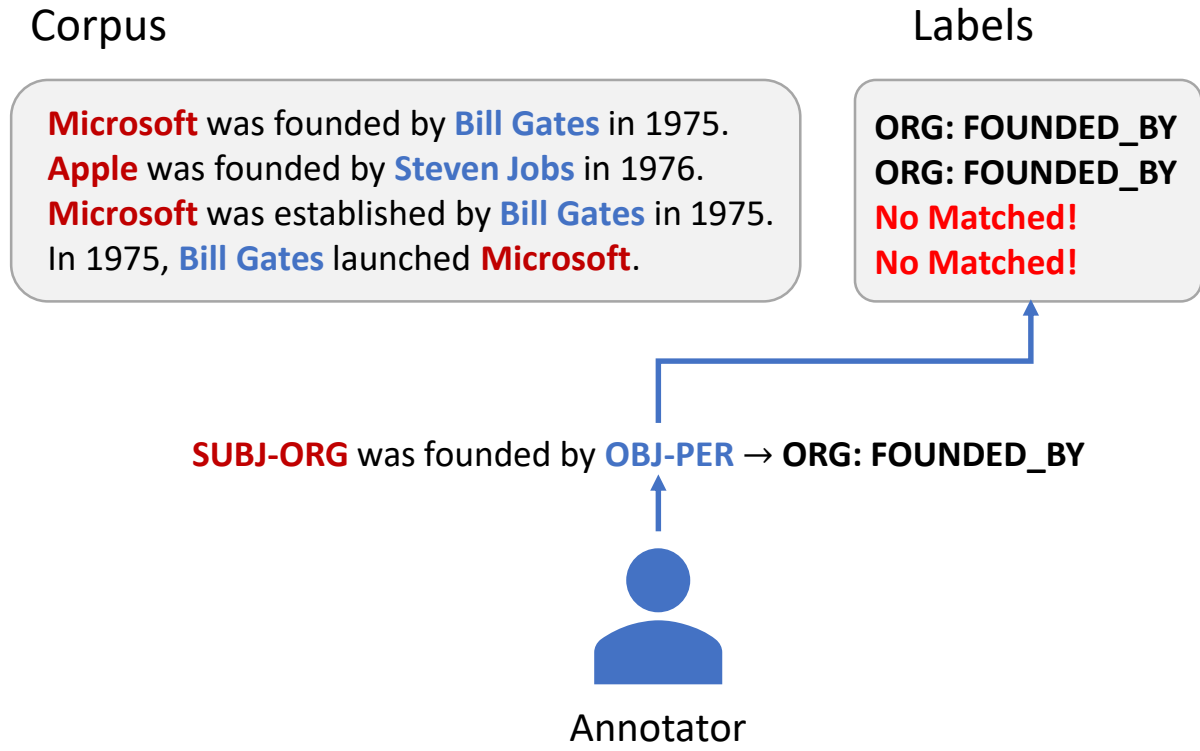 Corpus
Labels
Microsoft was founded by Bill Gates in 1975.
Apple was founded by Steven Jobs in 1976.
Microsoft was established by Bill Gates in 1975.
In 1975, Bill Gates launched Microsoft.
ORG: FOUNDED_BY
ORG: FOUNDED_BY
No Matched!
No Matched!
SUBJ-ORG was founded by OBJ-PER → ORG: FOUNDED_BY
Annotator